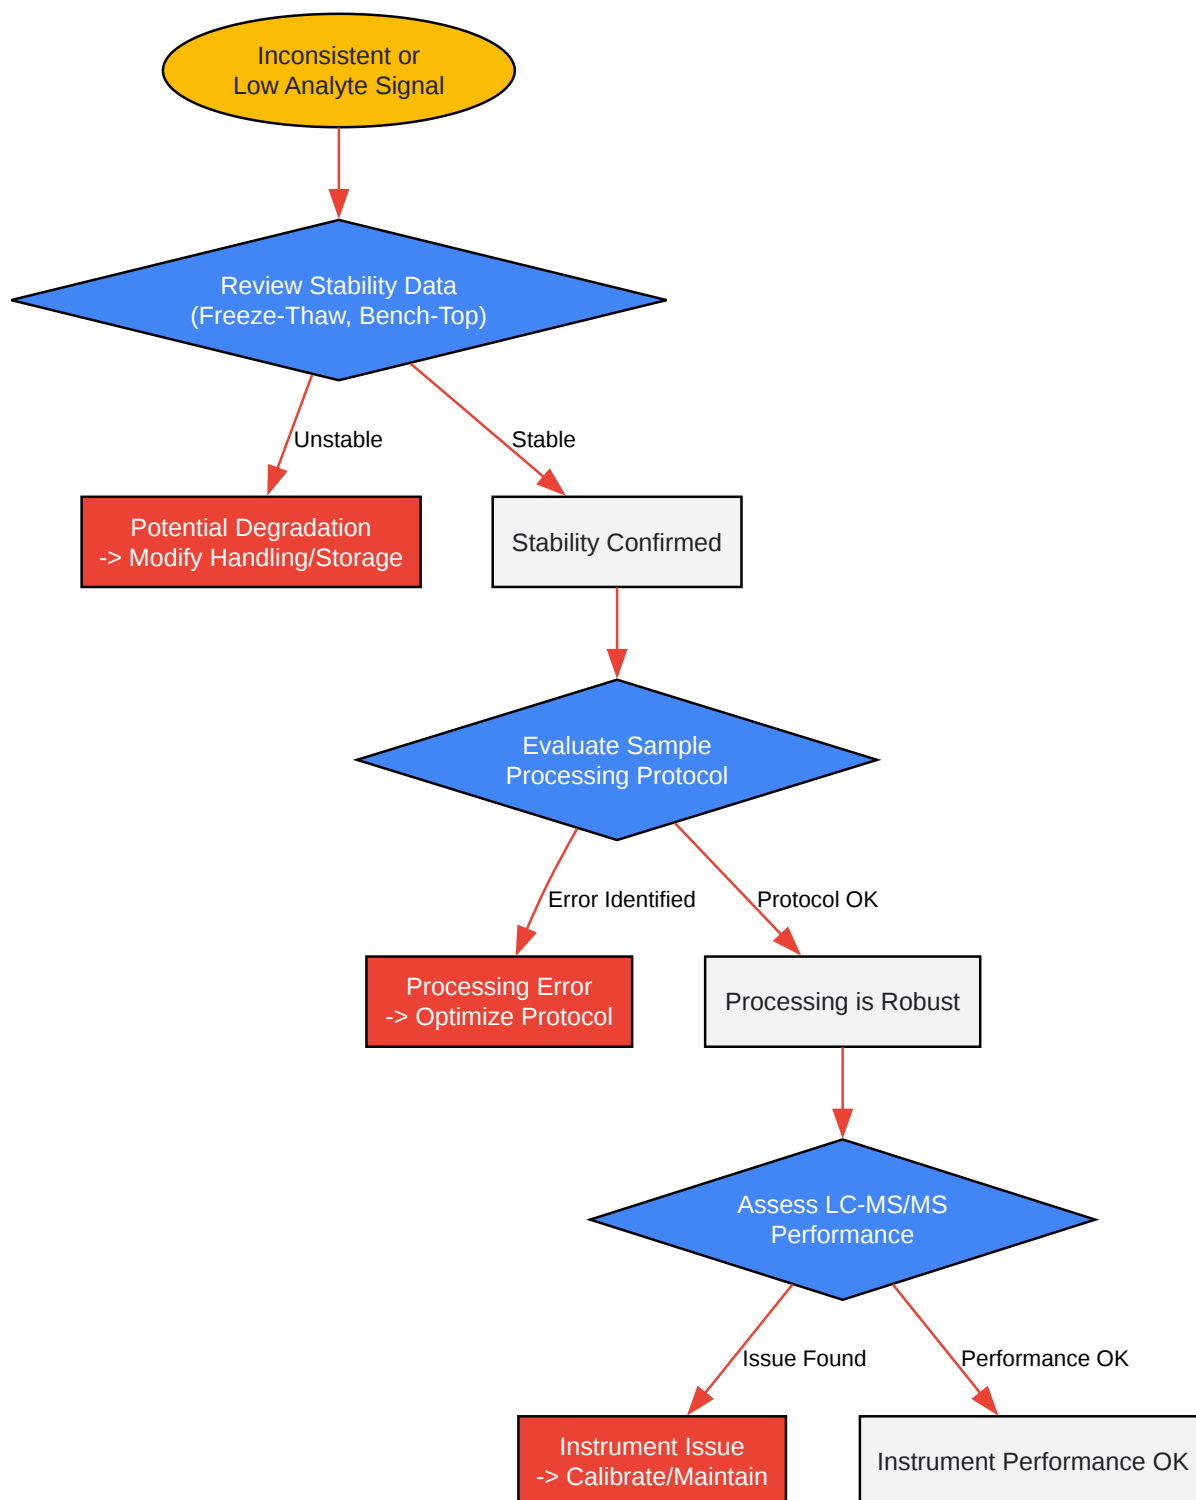 Inconsistent or
Low Analyte Signal
Review Stability Data
(Freeze-Thaw, Bench-Top)
Unstable
Stable
Potential Degradation
-> Modify Handling/Storage
Stability Confirmed
Evaluate Sample
Processing Protocol
Error Identified
Protocol OK
Processing Error
-> Optimize Protocol
Processing is Robust
Assess LC-MS/MS
Performance
Issue Found
Performance OK
Instrument Issue
-> Calibrate/Maintain
Instrument Performance OK